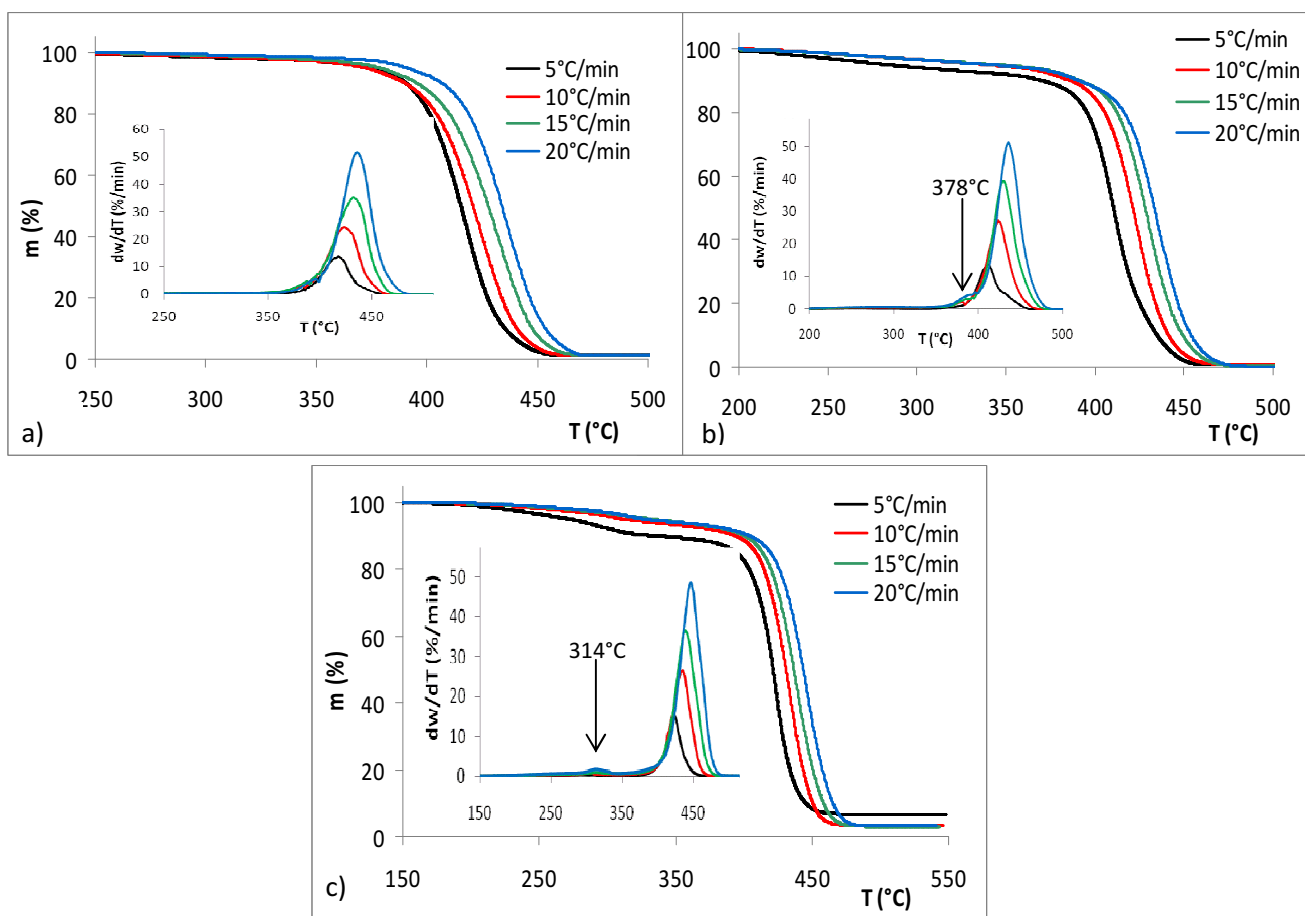 100
80
60
40
20
0
m (%)
250 300 350 400 450 500
T (°C)
a)
5°C/min
10°C/min
15°C/min
20°C/min
60
50
40
30
20
10
0
dw/dT (%/min)
250 350 450
T (°C)
100
80
60
40
20
0
200 250 300 350 400 450 500
T (°C)
b)
5°C/min
10°C/min
15°C/min
20°C/min
50
40
30
20
10
0
dw/dT (%/min)
378°C
200 300 400 500
T (°C)
100
80
60
40
20
0
m (%)
150 250 350 450 550
T (°C)
c)
5°C/min
10°C/min
15°C/min
20°C/min
50
40
30
20
10
0
dw/dT (%/min)
314°C
150 250 350 450